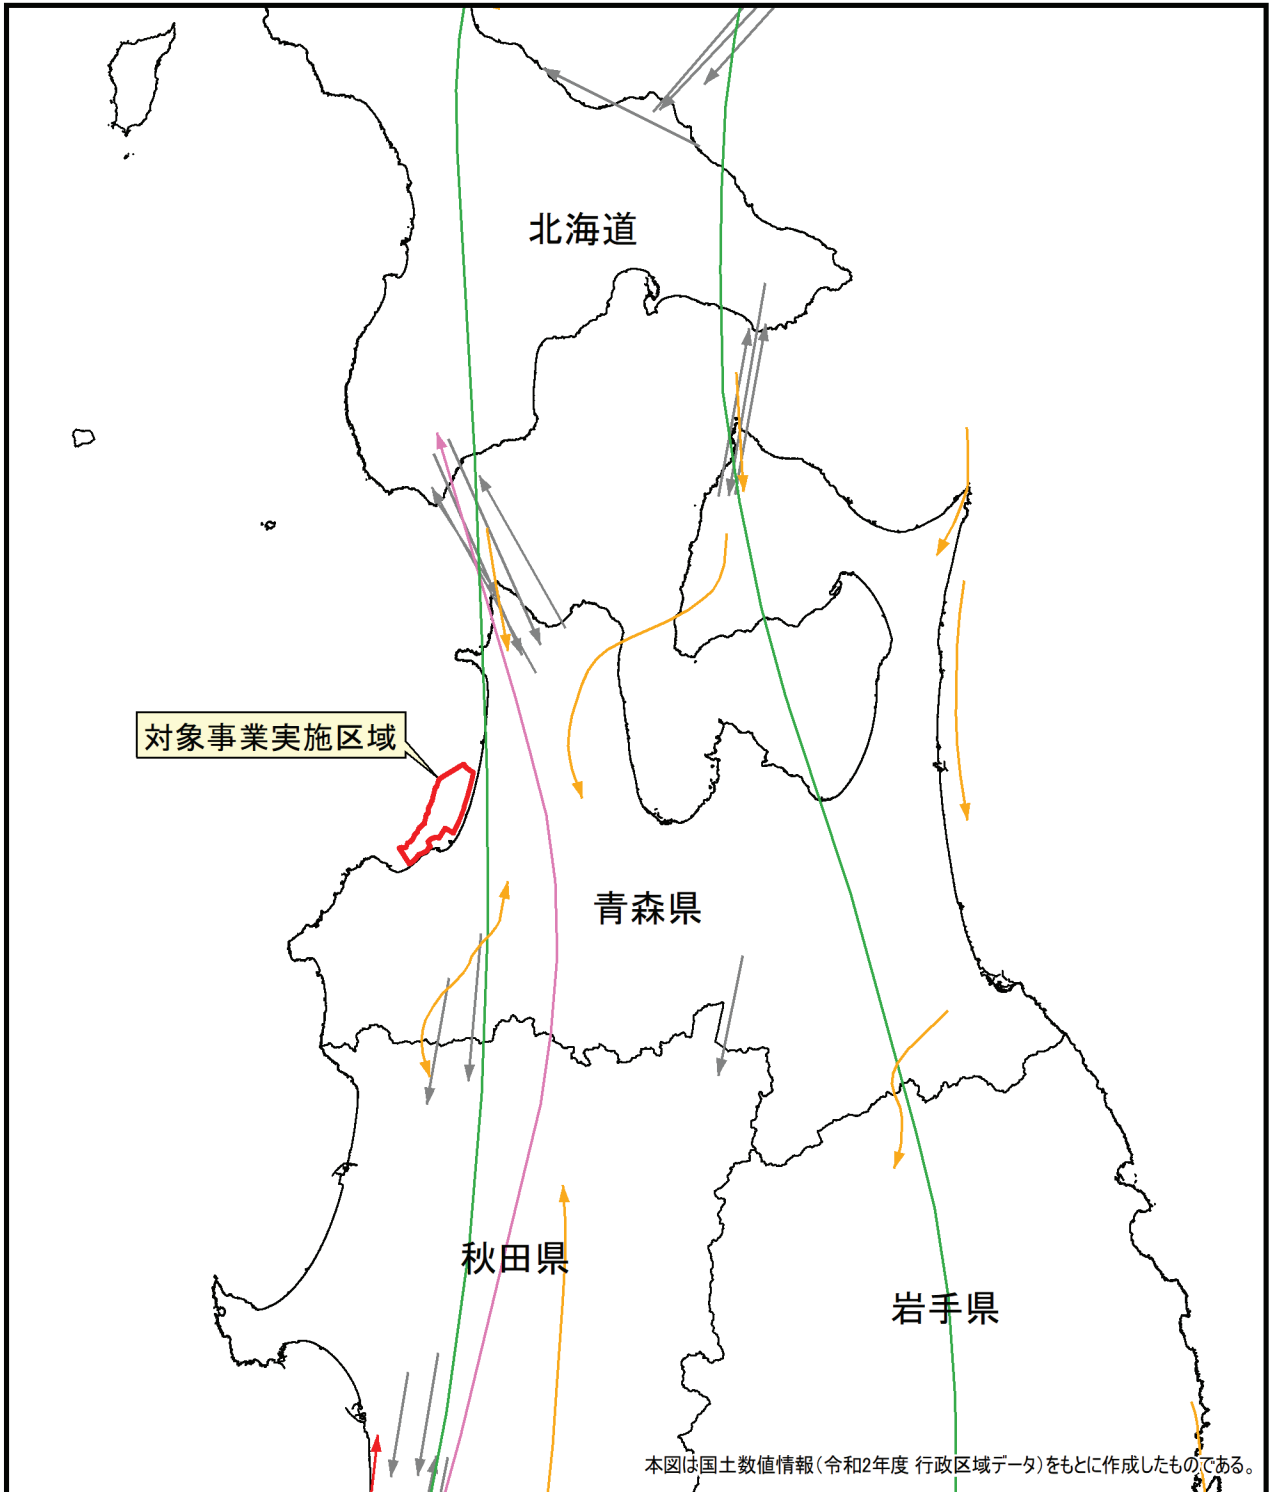 北海道
対象事業実施区域
青森県
秋田県
岩手県
本図は国土数値情報（令和2年度 行政区域データ）をもとに作成したものである。